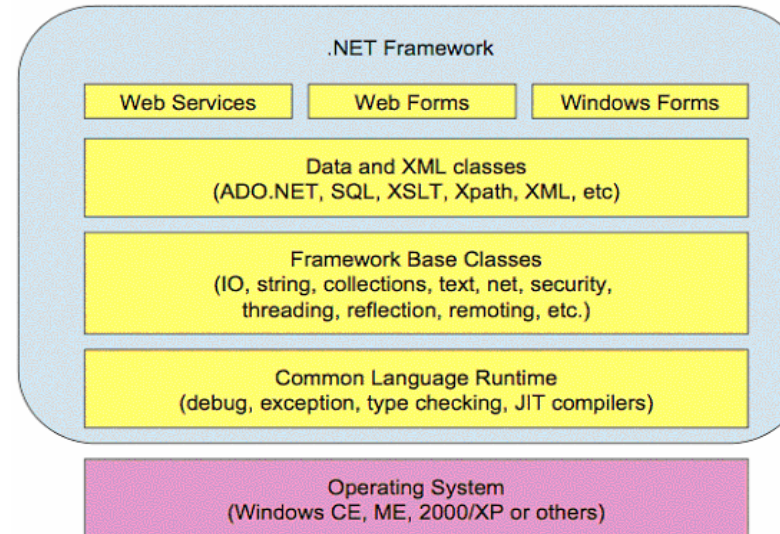 .NET Framework
Web Services
Web Forms
Windows Forms
Data and XML classes
(ADO.NET, SQL, XSLT, Xpath, XML, etc)
Framework Base Classes
(IO, string, collections, text, net, security,
threading, reflection, remoting, etc.)
Common Language Runtime
(debug, exception, type checking, JIT compilers)
Operating System
(Windows CE, ME, 2000/XP or others)